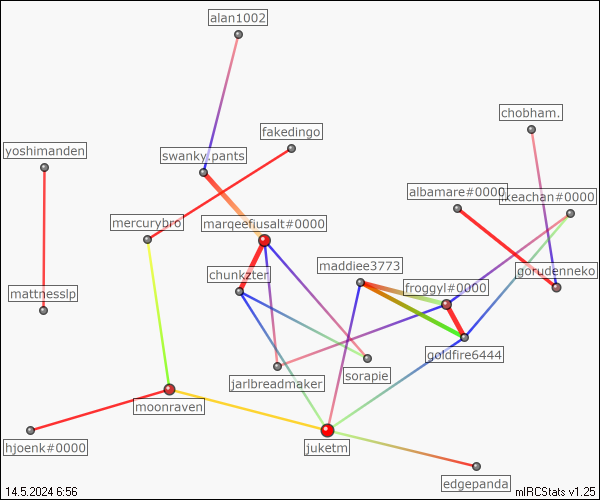 alan1002
chobham.
fakedingo
yoshimanden
swanky.pants
albamare#0000
keachan#0000
mercurybro
marqeefiusalt#0000
maddiee3773
gorudenneko
chunkzter
froggyl#0000
mattnesslp
goldfire6444
sorapie
jarlbreadmaker
moonraven
hjoenk#0000
juketm
edgepanda
14.5.2024 6:56
mIRCStats v1.25